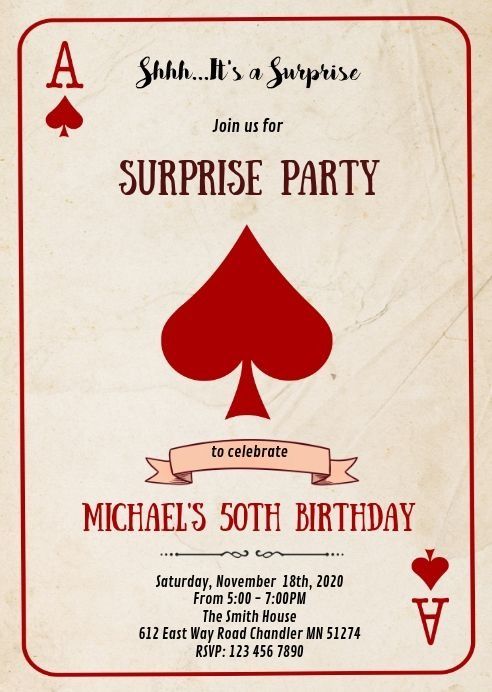 A
Shhh...It's a Surprise
Join us for
SURPRISE PARTY
to celebrate
MICHAEL'S 50TH BIRTHDAY
Saturday, November 18th, 2020
From 5:00 - 7:00PM
The Smith House
612 East Way Road Chandler MN 51274
RSVP: 123 456 7890
A